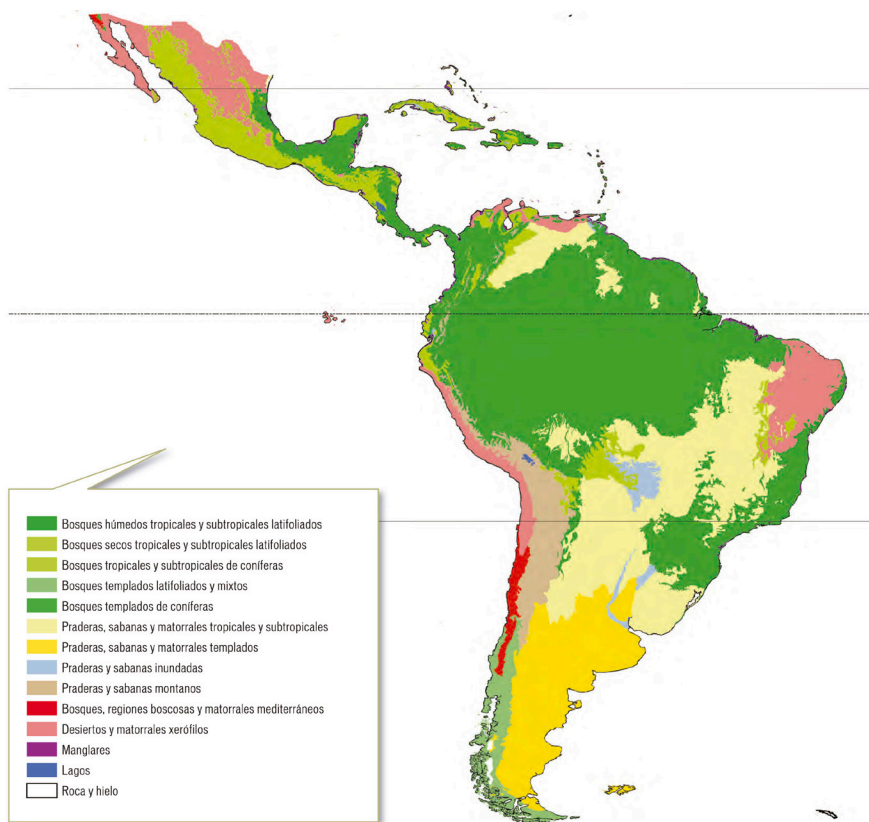 Bosques húmedos tropicales y subtropicales latifoliados
Bosques secos tropicales y subtropicales latifoliados
Bosques tropicales y subtropicales de coníferas
Bosques templados latifoliados y mixtos
Bosques templados de coníferas
Praderas, sabanas y matorrales tropicales y subtropicales
Praderas, sabanas y matorrales templados
Praderas y sabanas inundadas
Praderas y sabanas montanos
Bosques, regiones boscosas y matorrales mediterráneos
Desiertos y matorrales xerófilos
Manglares
Lagos
Roca y hielo